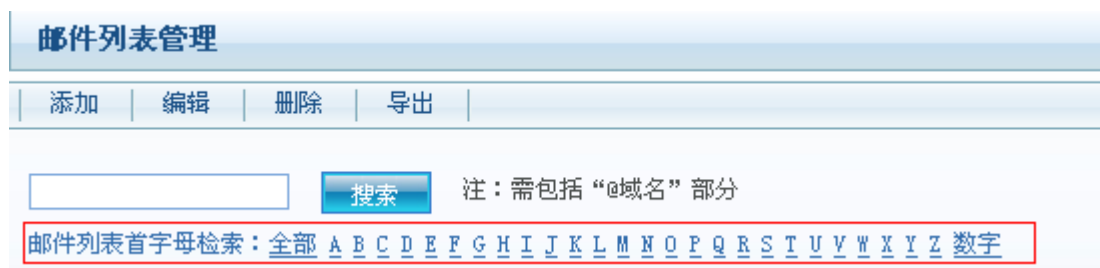 邮件列表管理
添加 编辑 删除 导出
搜索 注：需包括“@域名”部分
邮件列表首字母检索：全部 A B C D E F G H I J K L M N O P Q R S T U V W X Y Z 数字